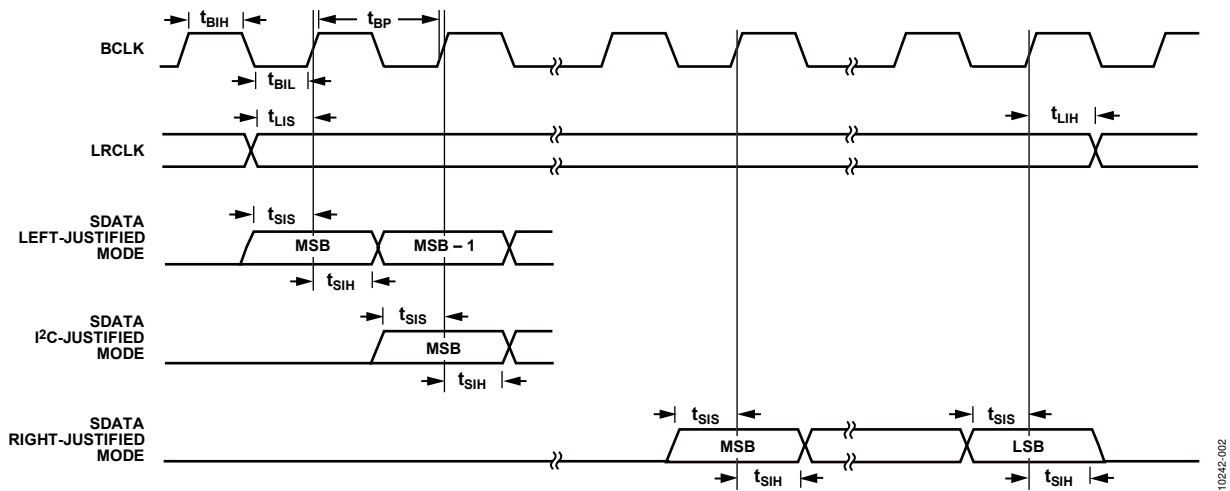 tBIH
tBP
BCLK
tBIL
tLIS
tLIH
LRCLK
SDATA
LEFT-JUSTIFIED
MODE
tSIS
MSB
MSB – 1
tSIH
SDATA
I2C-JUSTIFIED
MODE
tSIS
MSB
tSIH
SDATA
RIGHT-JUSTIFIED
MODE
tSIS
tSIS
MSB
LSB
tSIH
tSIH
10242-002